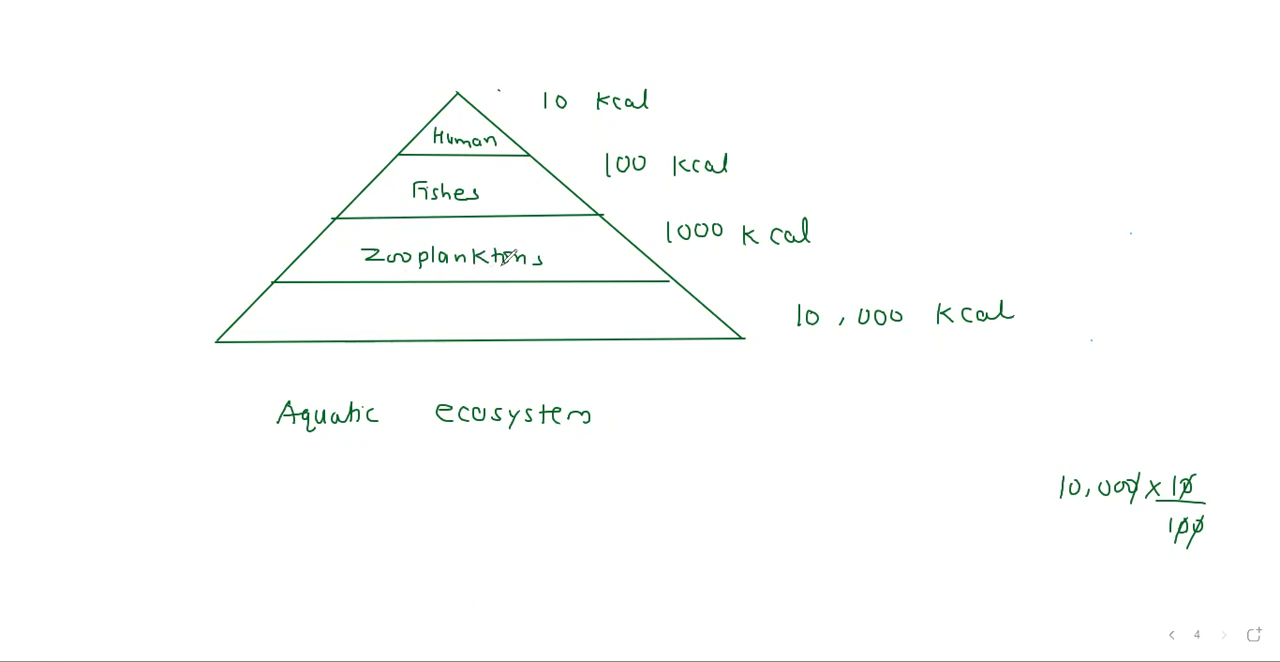 10 kcal
Human
100 kcal
Fishes
1000 kcal
Zooplanktons
10,000 kcal
Aquatic ecosystem
10,000 x 10
100
4